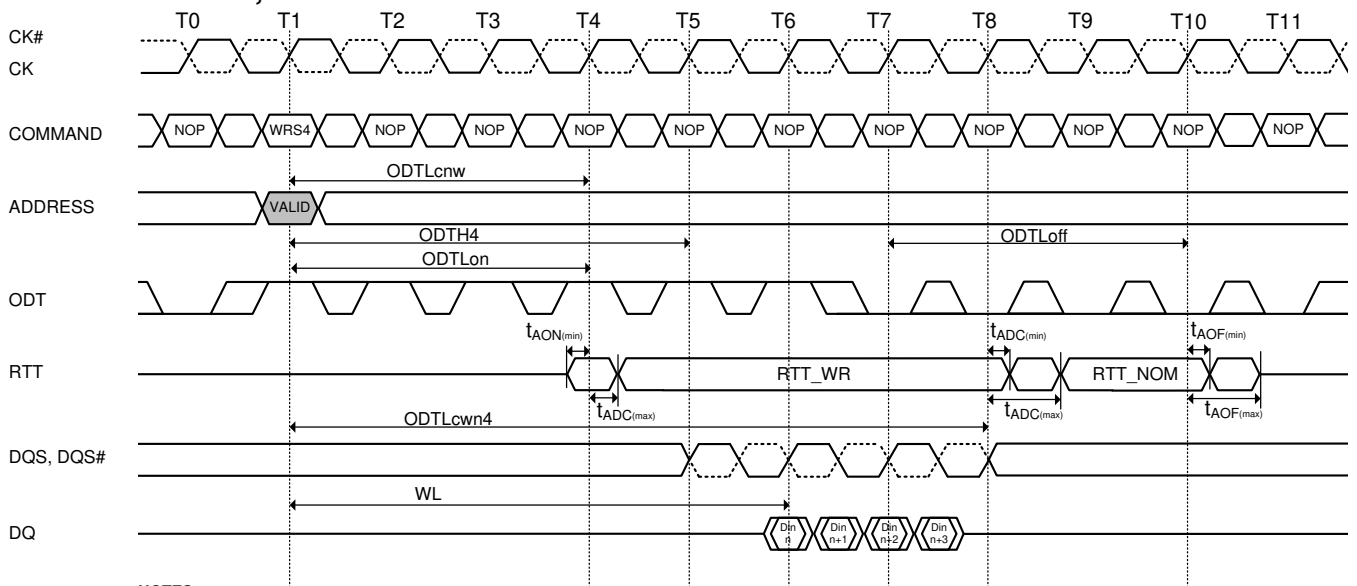 T0 T1 T2 T3 T4 T5 T6 T7 T8 T9 T10 T11
CK#
CK
COMMAND NOP WRS4 NOP NOP NOP NOP NOP NOP NOP NOP NOP NOP
ODTLcnw
ADDRESS VALID
ODTH4 ODTLoff
ODTLon
ODT
tAON(min) tADC(min) tAOF(min)
RTT RTT_WR RTT_NOM
tADC(max) tADC(max) tAOF(max)
ODTLcwn4
DQS, DQS#
WL
DQ Din n Din n+1 Din n+2 Din n+3